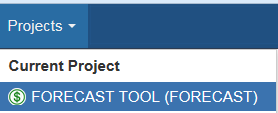 Projects
Current Project
$ FORECAST TOOL (FORECAST)